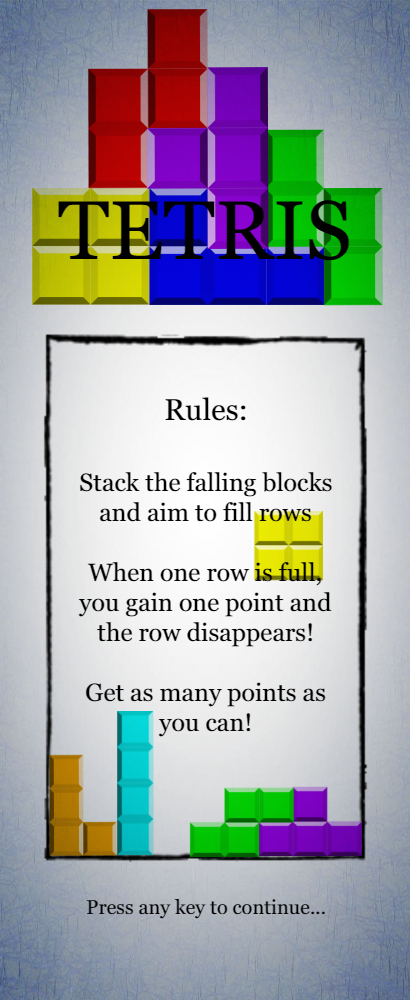 TETRIS
Rules:
Stack the falling blocks
and aim to fill rows
When one row is full,
you gain one point and
the row disappears!
Get as many points as
you can!
Press any key to continue...